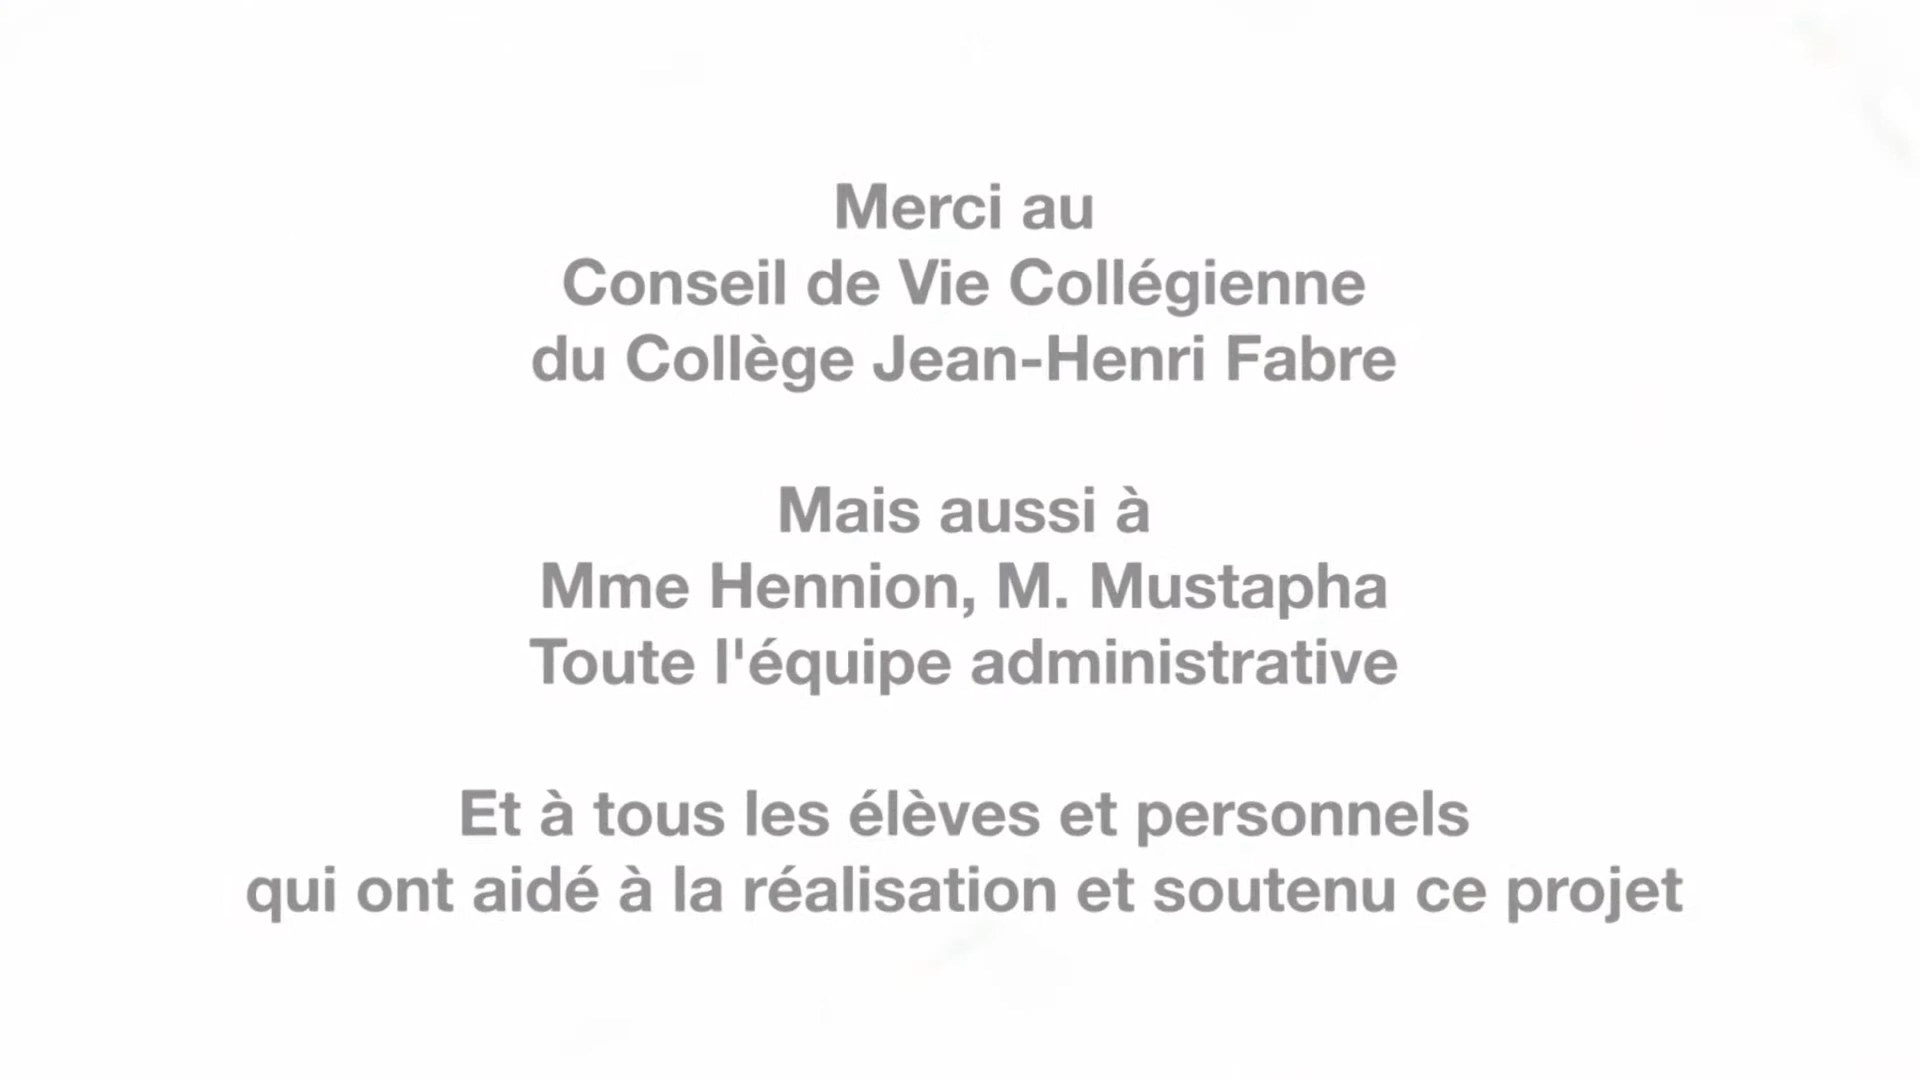 Merci au
Conseil de Vie Collégienne
du Collège Jean-Henri Fabre
Mais aussi à
Mme Hennion, M. Mustapha
Toute l'équipe administrative
Et à tous les élèves et personnels
qui ont aidé à la réalisation et soutenu ce projet